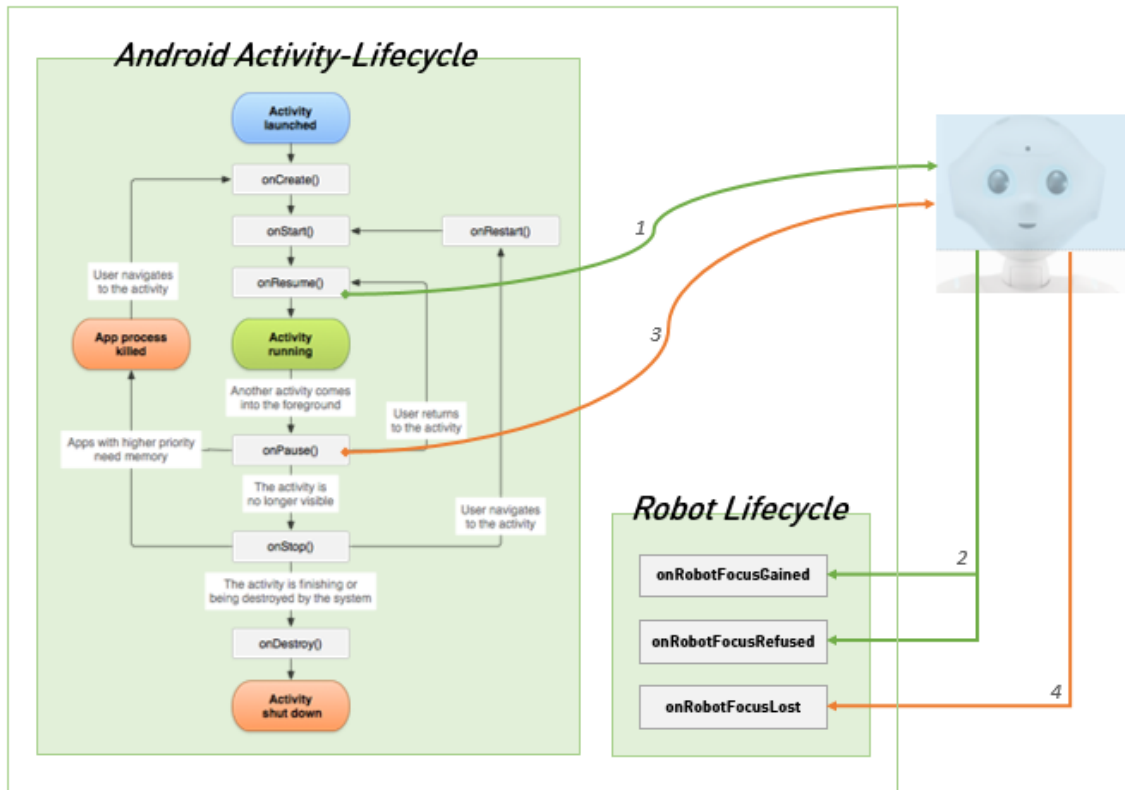 Android Activity-Lifecycle
Activity
launched
onCreate()
onStart()
onRestart()
1
User navigates
to the activity
onResume()
3
App process
killed
Activity
running
Another activity comes
into the foreground
User returns
to the activity
Apps with higher priority
need memory
onPause()
The activity is
no longer visible
User navigates
to the activity
onStop()
The activity is finishing or
being destroyed by the system
onDestroy()
Activity
shut down
Robot Lifecycle
2
onRobotFocusGained
onRobotFocusRefused
4
onRobotFocusLost